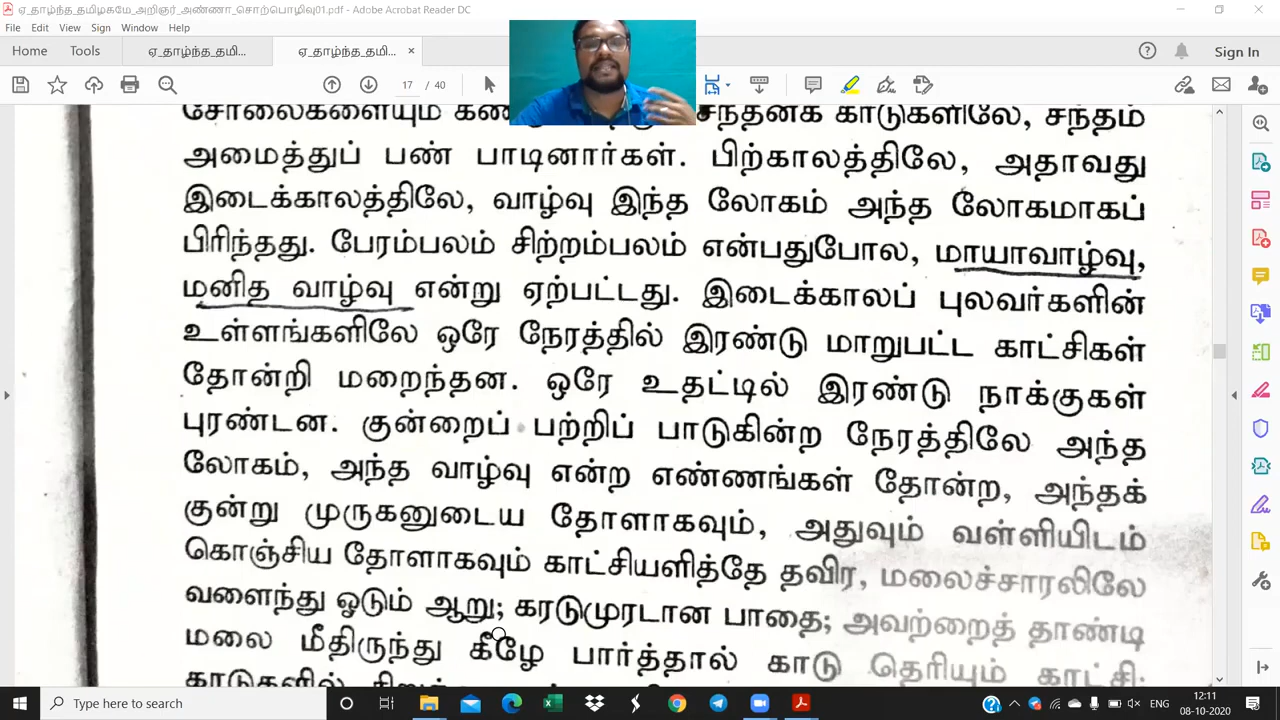 ஏ_தாழ்ந்த_தமிழகமே_அறிஞர்_அண்ணா_சொற்பொழிவு01.pdf - Adobe Acrobat Reader DC
File Edit View Sign Window Help
Home Tools ஏ_தாழ்ந்த_தமி... ஏ_தாழ்ந்த_தமி... × Sign In
17 / 40
சோலைகளையும் சந்தனக் காடுகளிலே, சந்தம்
அமைத்துப் பண் பாடினார்கள். பிற்காலத்திலே, அதாவது
இடைக்காலத்திலே, வாழ்வு இந்த லோகம் அந்த லோகமாகப்
பிரிந்தது. பேரம்பலம் சிற்றம்பலம் என்பதுபோல, மாயாவாழ்வு,
மனித வாழ்வு என்று ஏற்பட்டது. இடைக்காலப் புலவர்களின்
உள்ளங்களிலே ஒரே நேரத்தில் இரண்டு மாறுபட்ட காட்சிகள்
தோன்றி மறைந்தன. ஒரே உதட்டில் இரண்டு நாக்குகள்
புரண்டன. குன்றைப் பற்றிப் பாடுகின்ற நேரத்திலே அந்த
லோகம், அந்த வாழ்வு என்ற எண்ணங்கள் தோன்ற, அந்தக்
குன்று முருகனுடைய தோளாகவும், அதுவும் வள்ளியிடம்
கொஞ்சிய தோளாகவும் காட்சியளித்தே தவிர, மலைச்சாரலிலே
வளைந்து ஓடும் ஆறு; கரடுமுரடான பாதை; அவற்றைத் தாண்டி
மலை மீதிருந்து கீழே பார்த்தால் காடு தெரியும் காட்சி;
காடுகளில்
12:11
08-10-2020